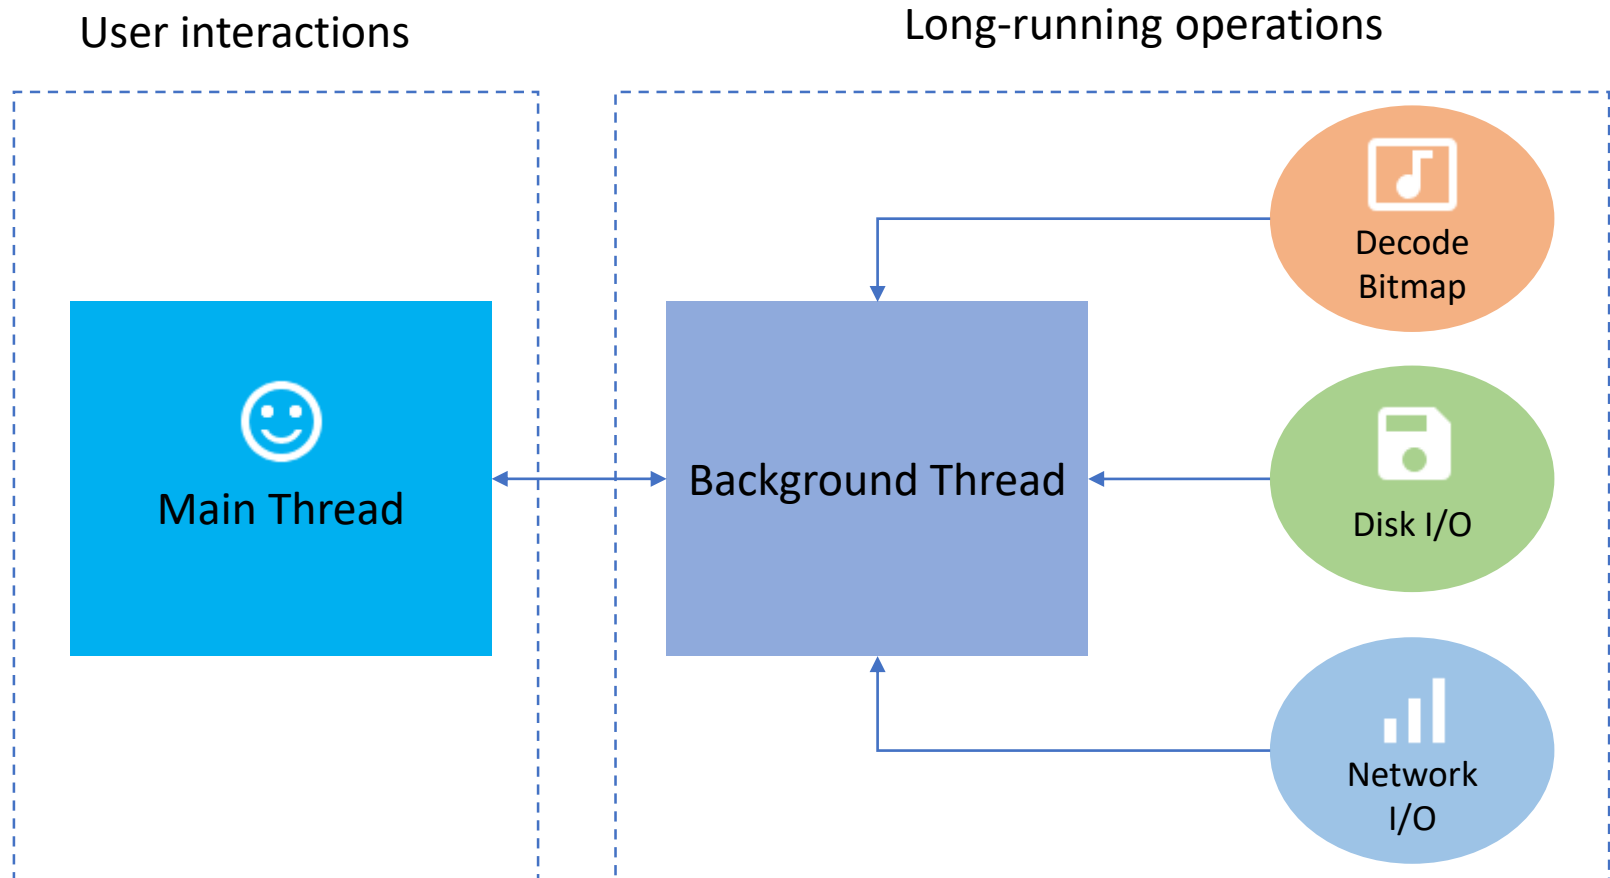 User interactions
Long-running operations
Decode
Bitmap
Main Thread
Background Thread
Disk I/O
Network
I/O